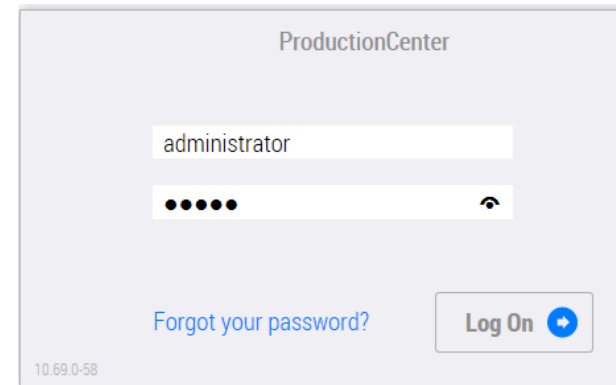 ProductionCenter
administrator
●●●●●
Forgot your password?
Log On
10.69.0-58